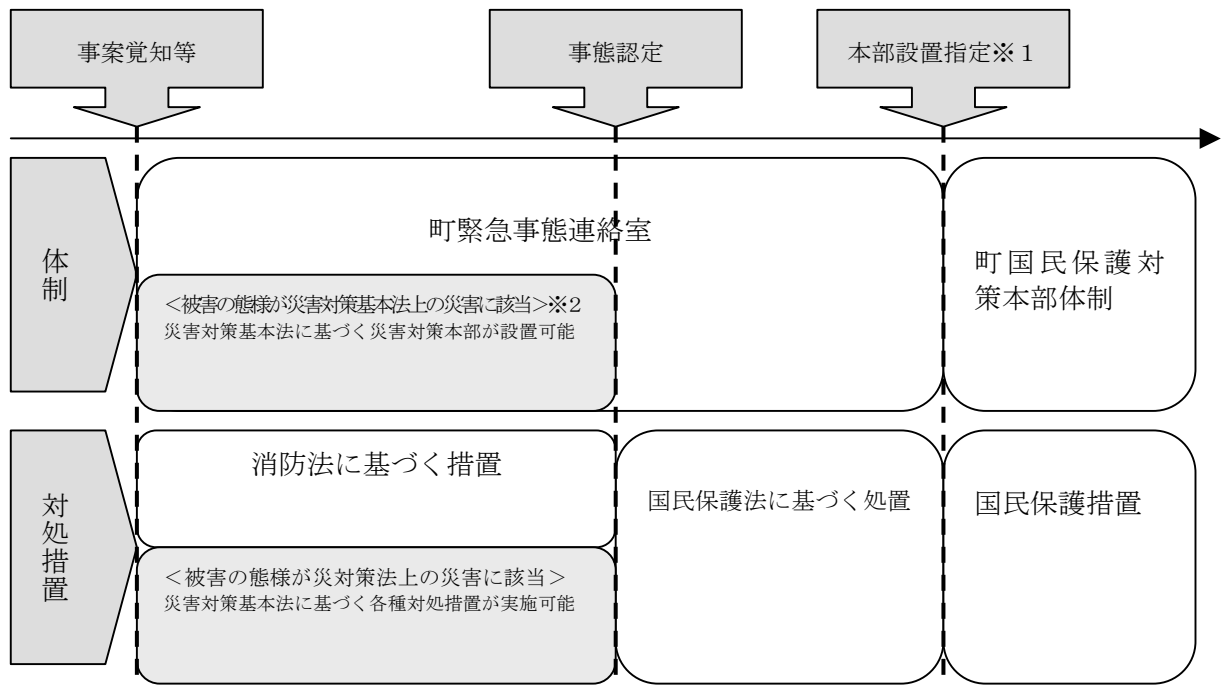 事案覚知等
事態認定
本部設置指定※1
体制
町緊急事態連絡室
＜被害の態様が災害対策基本法上の災害に該当＞※2
災害対策基本法に基づく災害対策本部が設置可能
町国民保護対
策本部体制
対処措置
消防法に基づく措置
＜被害の態様が災対策法上の災害に該当＞
災害対策基本法に基づく各種対処措置が実施可能
国民保護法に基づく処置
国民保護措置